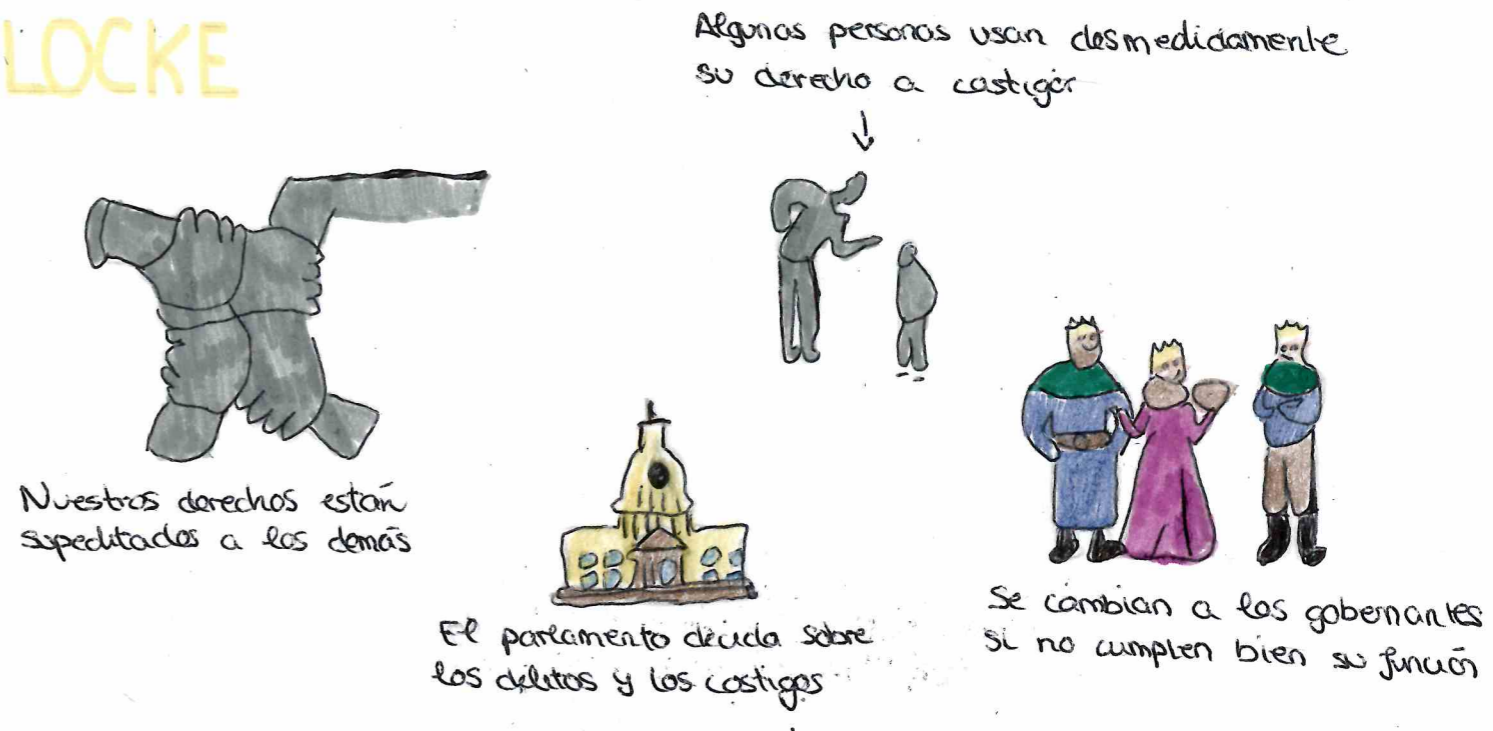 LOCKE
Algunas personas usan desmedidamente
su derecho a castigar
Nuestros derechos están
supeditados a los demás
El parlamento decida sobre
los delitos y los castigos
Se cambian a los gobernantes
si no cumplen bien su función